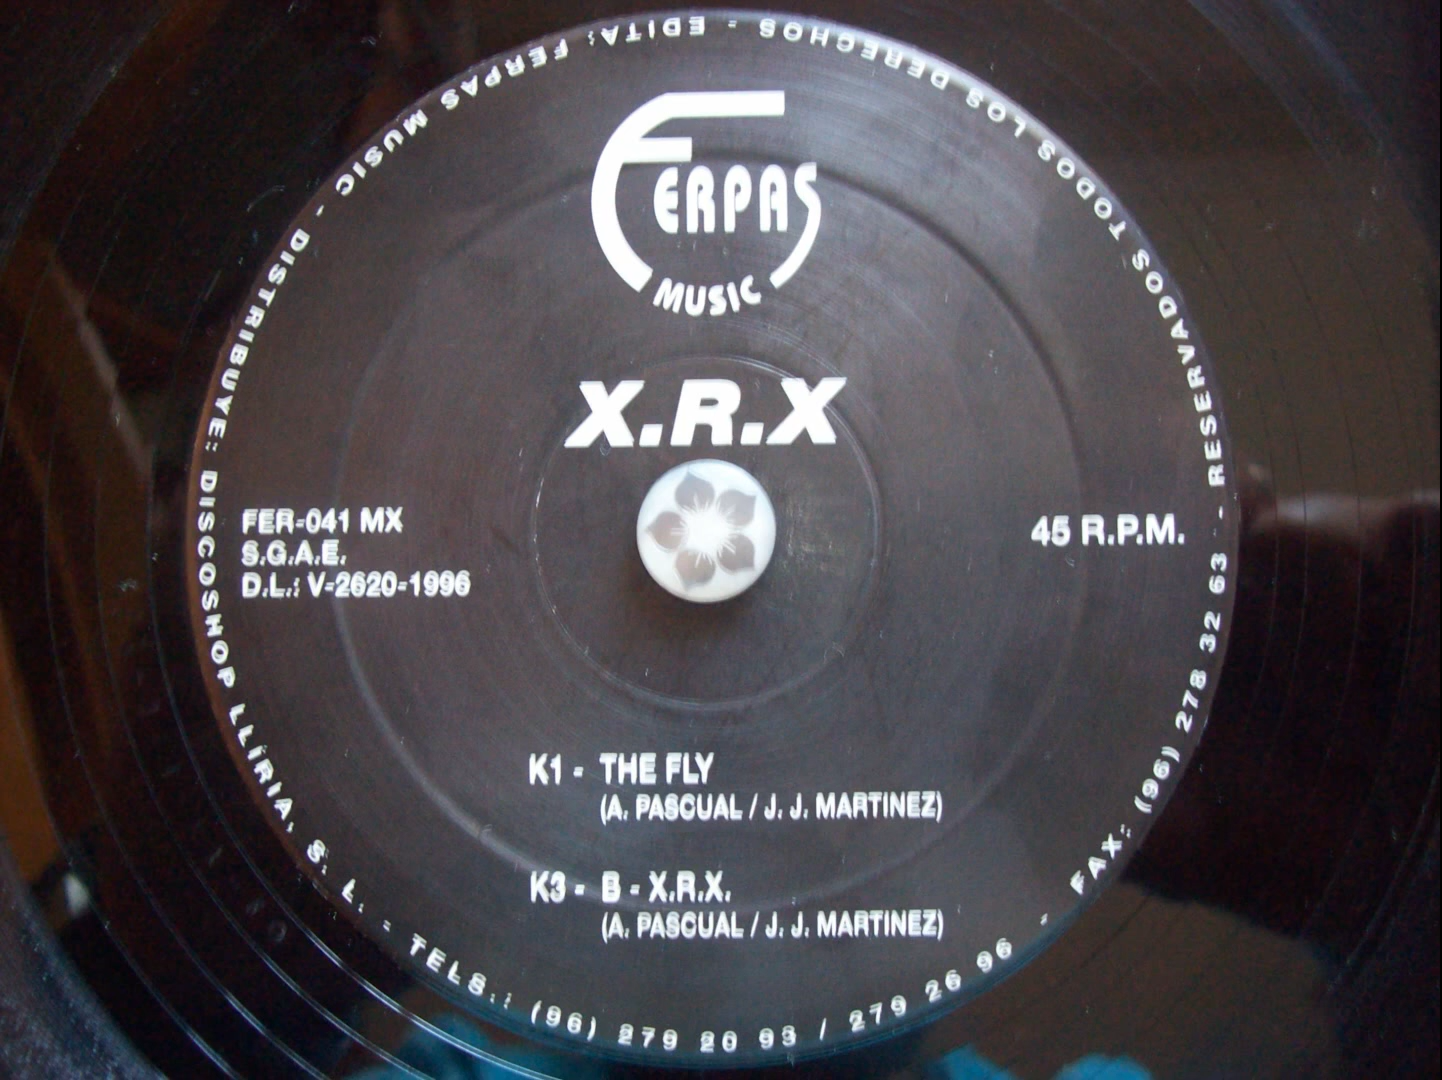 FERPAS
MUSIC
X.R.X
FER-041 MX
S.G.A.E.
D.L.: V-2620-1996
45 R.P.M.
K1 - THE FLY
(A. PASCUAL / J. J. MARTINEZ)
K3 - B - X.R.X.
(A. PASCUAL / J. J. MARTINEZ)
RESERVADOS TODOS LOS DERECHOS - EDITA: FERPAS MUSIC - DISTRIBUYE: DISCOSHOP LLÍRIA, S. L. - TELS.: (96) 279 20 93 / 279 26 96 - FAX: (96) 278 32 63 -